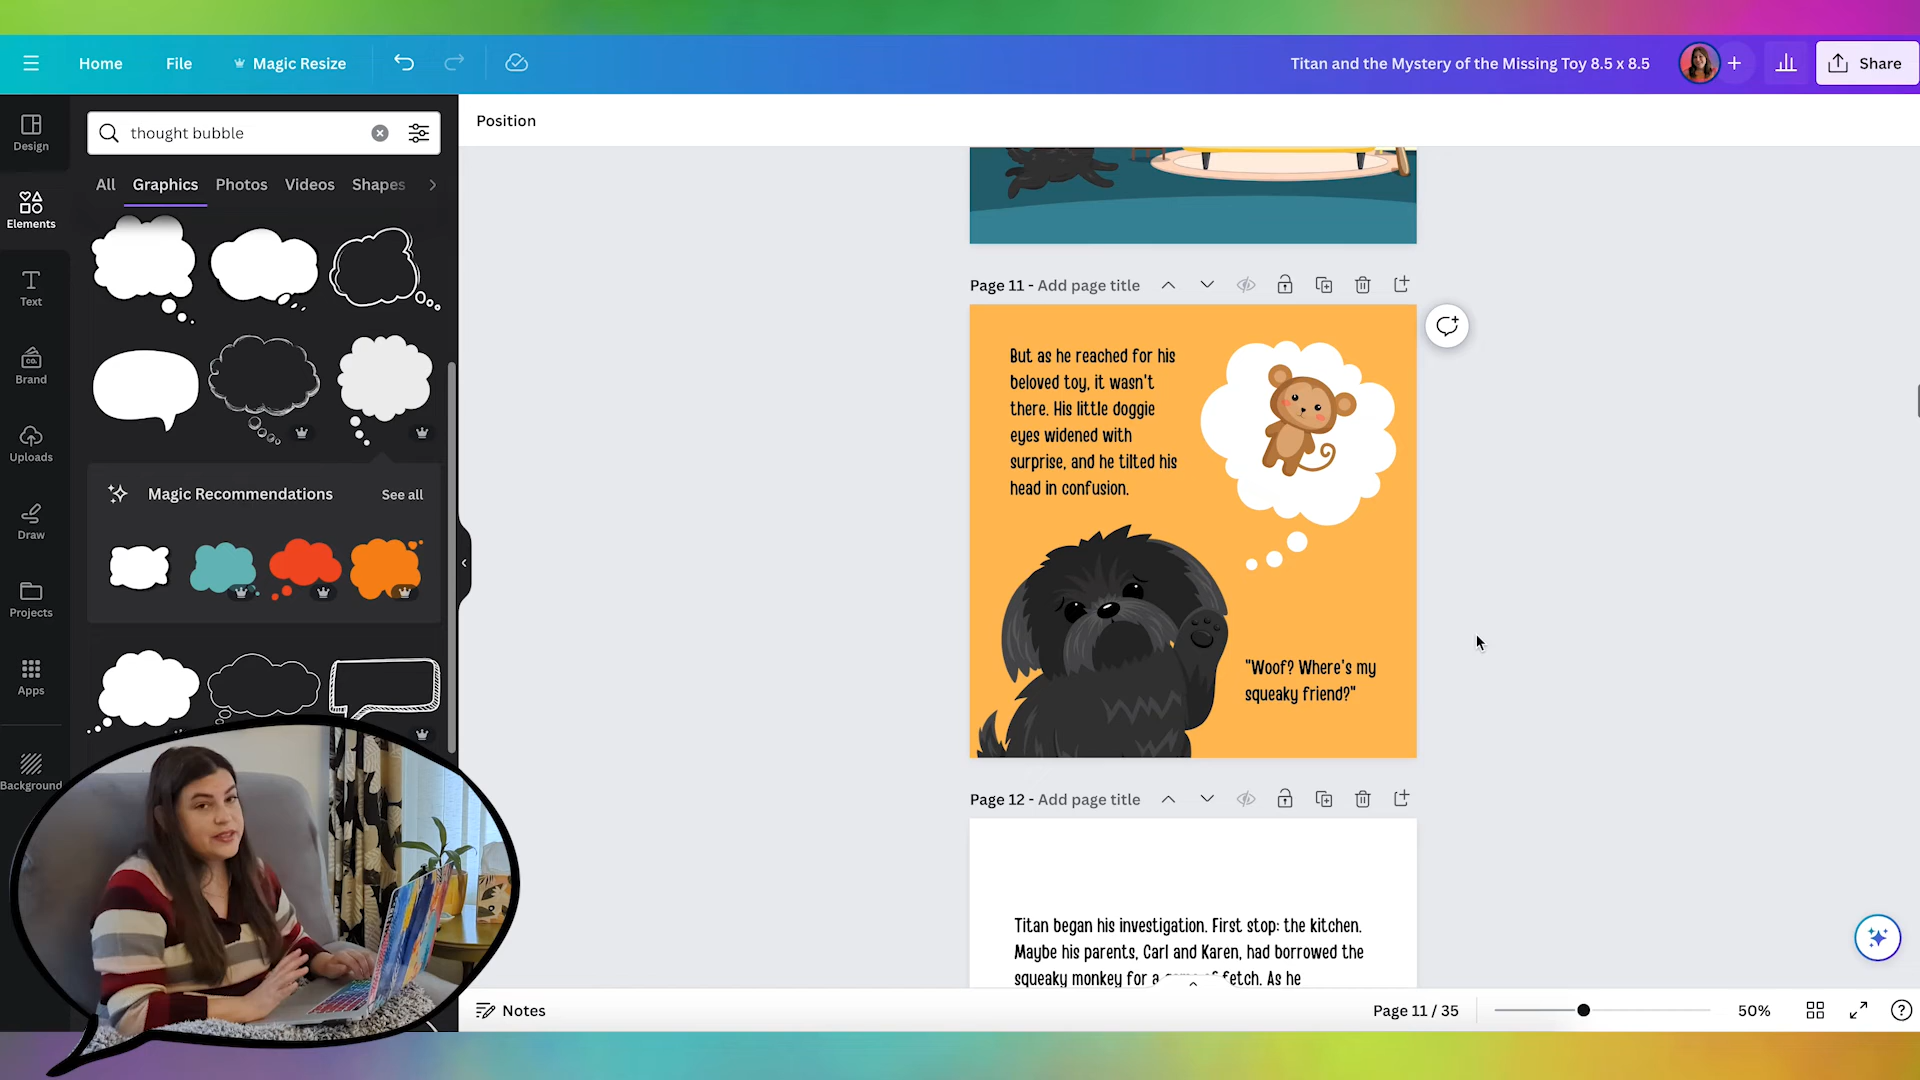 Home
File
Magic Resize
Titan and the Mystery of the Missing Toy 8.5 x 8.5
Share
Design
Elements
Text
Brand
CO.
Uploads
Draw
Projects
Apps
Background
thought bubble
All
Graphics
Photos
Videos
Shapes
Magic Recommendations
See all
Position
Page 11 - Add page title
But as he reached for his
beloved toy, it wasn't
there. His little doggie
eyes widened with
surprise, and he tilted his
head in confusion.
"Woof? Where's my
squeaky friend?"
Page 12 - Add page title
Titan began his investigation. First stop: the kitchen.
Maybe his parents, Carl and Karen, had borrowed the
squeaky monkey for a game of fetch. As he
Notes
Page 11 / 35
50%